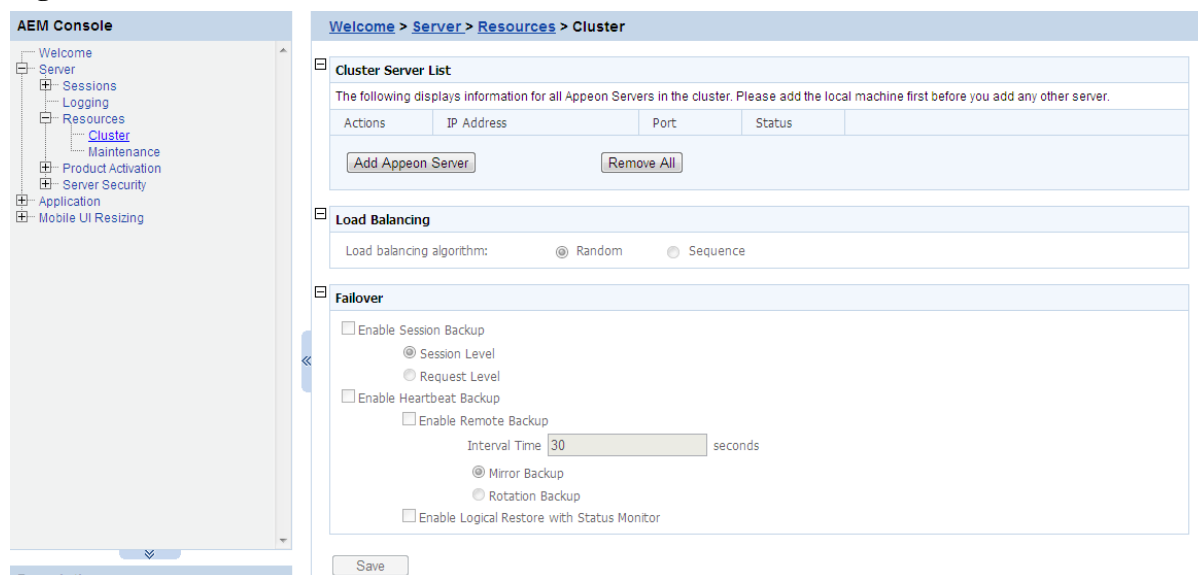 AEM Console
Welcome
Server
Sessions
Logging
Resources
Cluster
Maintenance
Product Activation
Server Security
Application
Mobile UI Resizing
Welcome > Server > Resources > Cluster
Cluster Server List
The following displays information for all Appeon Servers in the cluster. Please add the local machine first before you add any other server.
Actions IP Address Port Status
Add Appeon Server Remove All
Load Balancing
Load balancing algorithm: Random Sequence
Failover
Enable Session Backup
Session Level
Request Level
Enable Heartbeat Backup
Enable Remote Backup
Interval Time 30 seconds
Mirror Backup
Rotation Backup
Enable Logical Restore with Status Monitor
Save